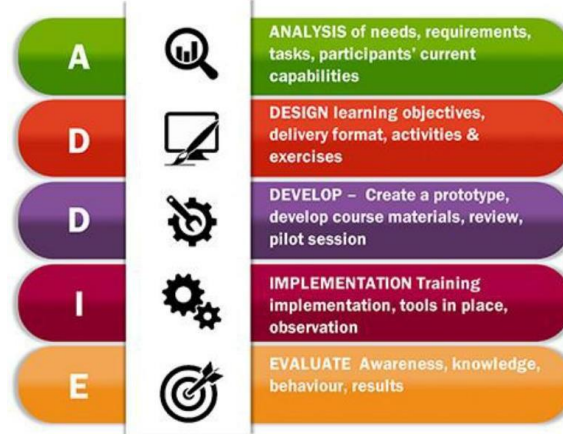 A
ANALYSIS of needs, requirements,
tasks, participants' current
capabilities
D
DESIGN learning objectives,
delivery format, activities &
exercises
D
DEVELOP – Create a prototype,
develop course materials, review,
pilot session
I
IMPLEMENTATION Training
implementation, tools in place,
observation
E
EVALUATE Awareness, knowledge,
behaviour, results